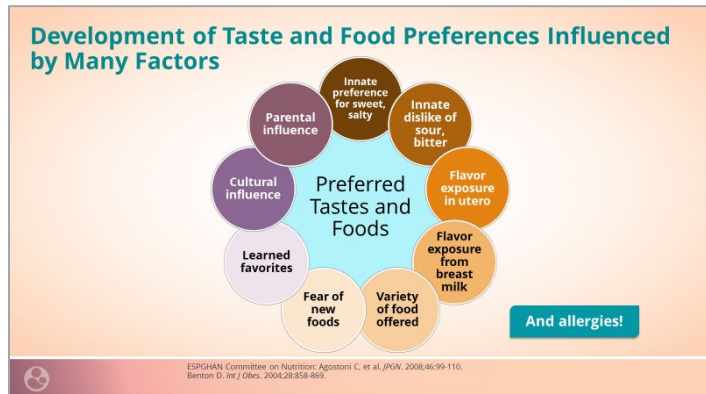 Development of Taste and Food Preferences Influenced
by Many Factors
Innate
preference
for sweet,
salty
Innate
dislike of
sour,
bitter
Flavor
exposure
in utero
Flavor
exposure
from
breast
milk
Variety
of food
offered
Fear of
new
foods
Learned
favorites
Cultural
influence
Parental
influence
Preferred
Tastes and
Foods
And allergies!
ESPGHAN Committee on Nutrition: Agostoni C, et al. JPGN. 2008;46:99-110.
Benton D. Int J Obes. 2004;28:858-869.